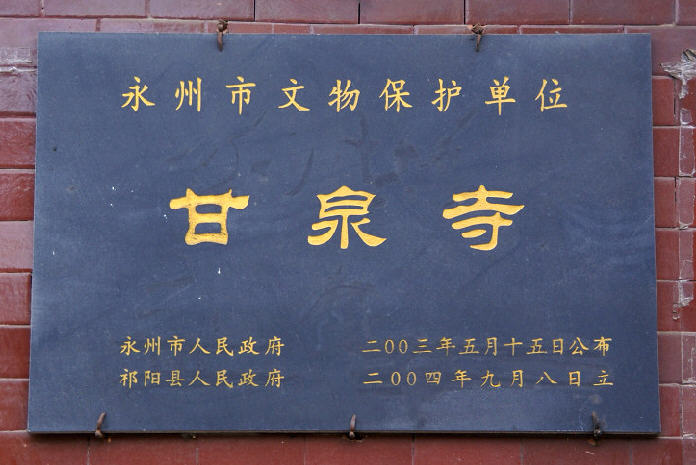 永州市文物保护单位
甘泉寺
永州市人民政府 二00三年五月十五日公布
祁阳县人民政府 二00四年九月八日立